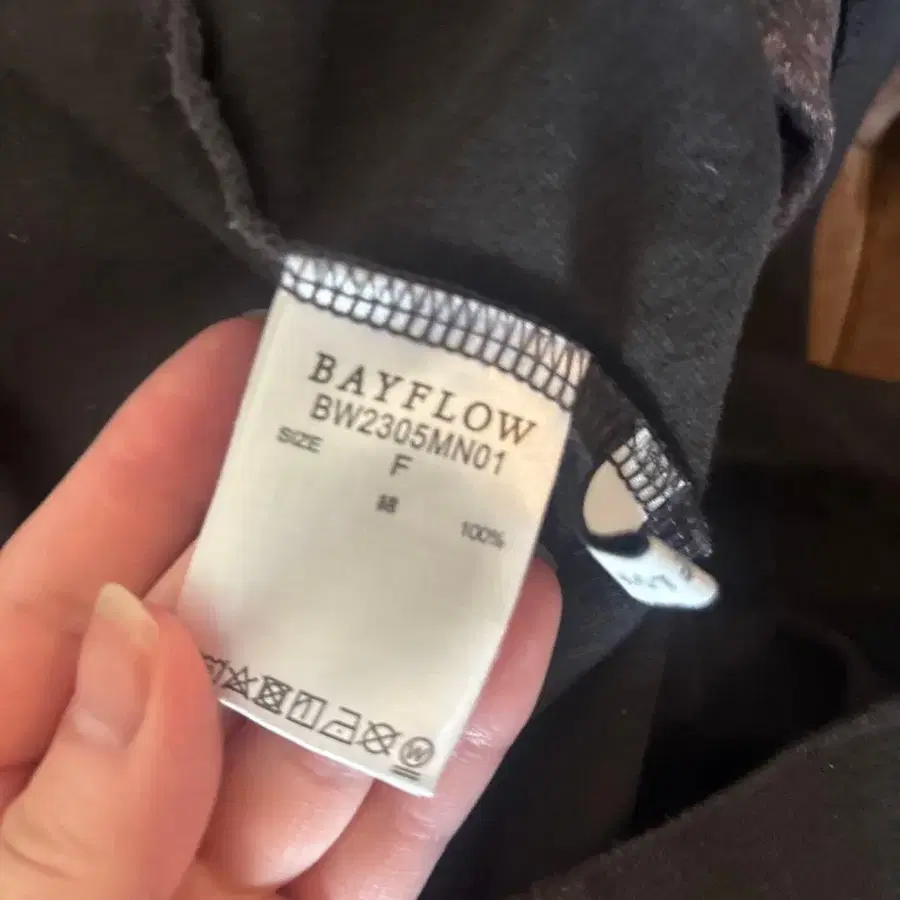 BAYFLOW
BW2305MN01
SIZE F
綿 100%
W